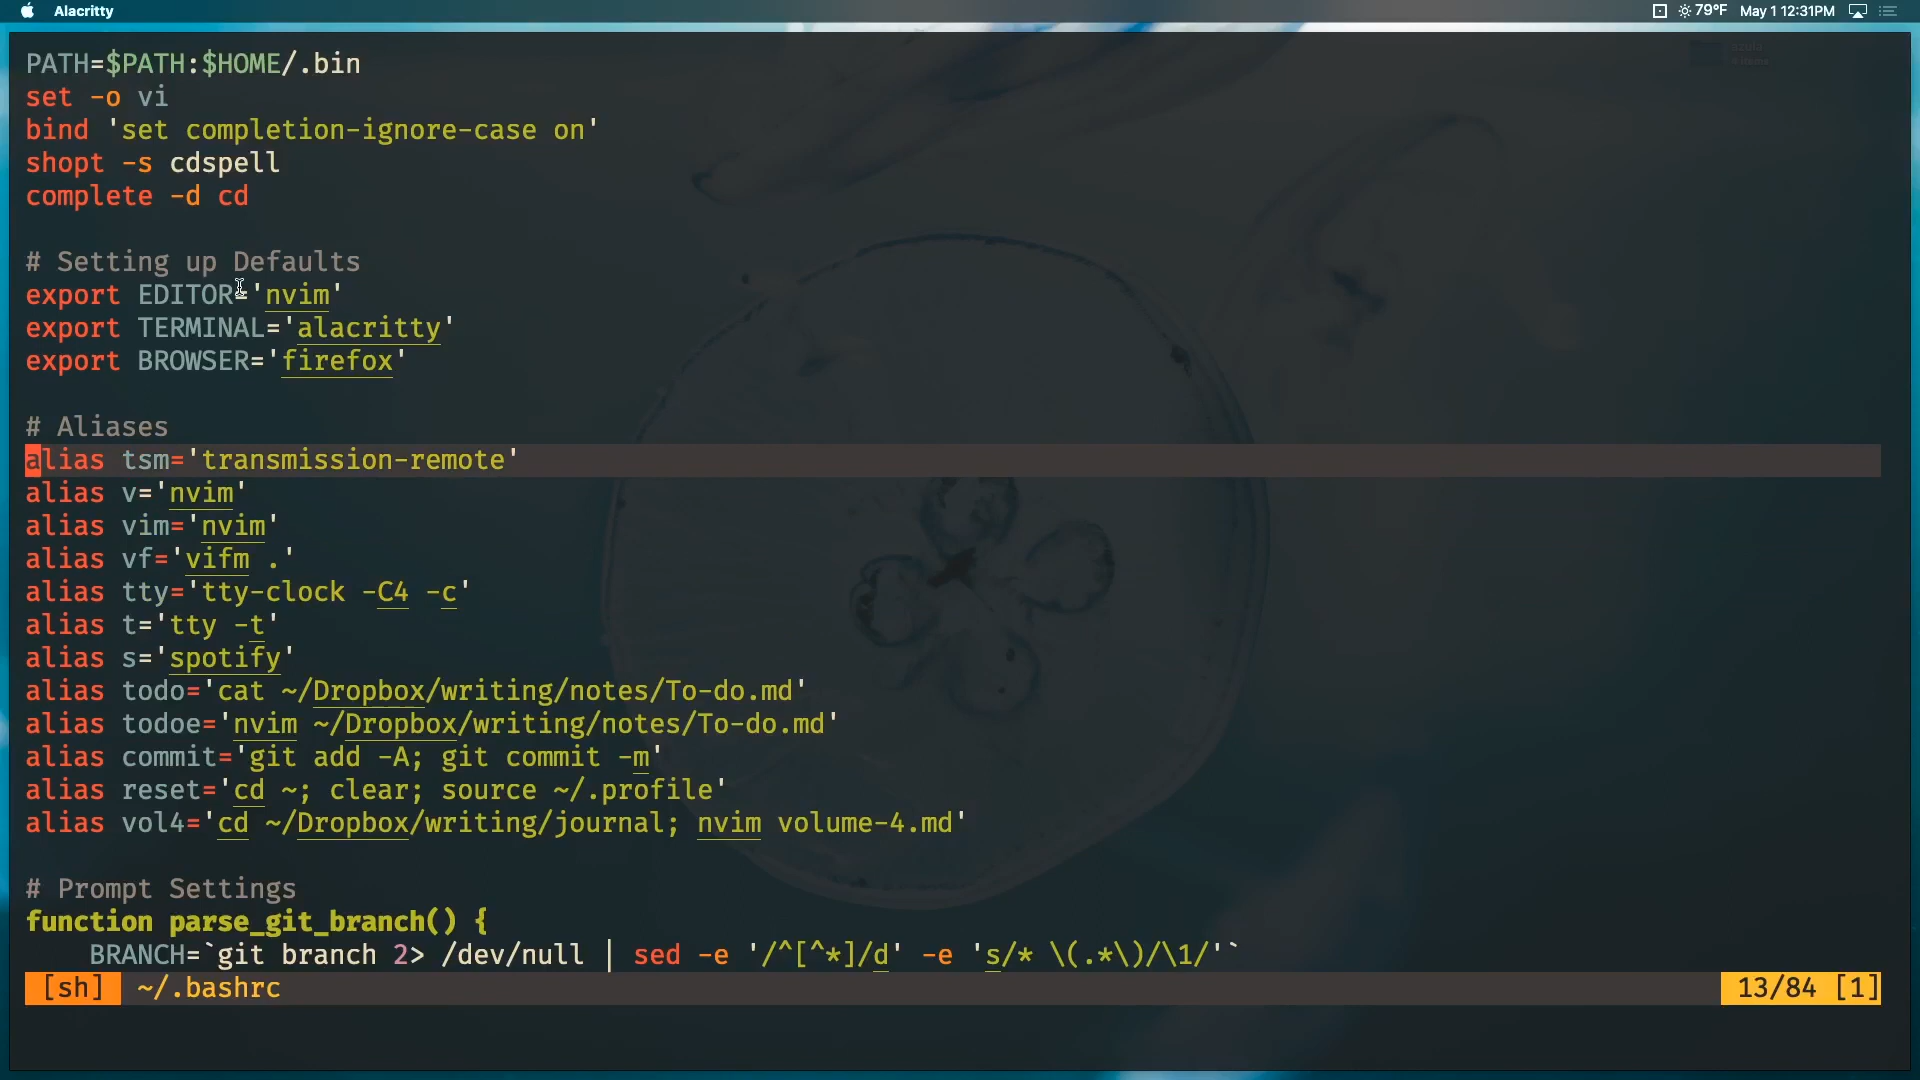 Alacritty
79°F May 1 12:31PM
PATH=$PATH:$HOME/.bin
set -o vi
bind 'set completion-ignore-case on'
shopt -s cdspell
complete -d cd
# Setting up Defaults
export EDITOR='nvim'
export TERMINAL='alacritty'
export BROWSER='firefox'
# Aliases
alias tsm='transmission-remote'
alias v='nvim'
alias vim='nvim'
alias vf='vifm .'
alias tty='tty-clock -C4 -c'
alias t='tty -t'
alias s='spotify'
alias todo='cat ~/Dropbox/writing/notes/To-do.md'
alias todoe='nvim ~/Dropbox/writing/notes/To-do.md'
alias commit='git add -A; git commit -m'
alias reset='cd ~; clear; source ~/.profile'
alias vol4='cd ~/Dropbox/writing/journal; nvim volume-4.md'
# Prompt Settings
function parse_git_branch() {
BRANCH=`git branch 2> /dev/null | sed -e '/^[^*]/d' -e 's/* \(.*\)/\1/'`
[sh] ~/.bashrc 13/84 [1]